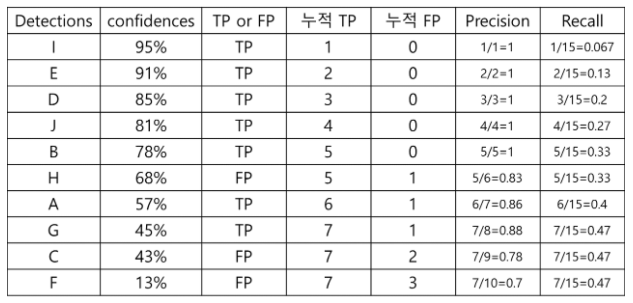 Detections confidences TP or FP 누적 TP 누적 FP Precision Recall
I 95% TP 1 0 1/1=1 1/15=0.067
E 91% TP 2 0 2/2=1 2/15=0.13
D 85% TP 3 0 3/3=1 3/15=0.2
J 81% TP 4 0 4/4=1 4/15=0.27
B 78% TP 5 0 5/5=1 5/15=0.33
H 68% FP 5 1 5/6=0.83 5/15=0.33
A 57% TP 6 1 6/7=0.86 6/15=0.4
G 45% TP 7 1 7/8=0.88 7/15=0.47
C 43% FP 7 2 7/9=0.78 7/15=0.47
F 13% FP 7 3 7/10=0.7 7/15=0.47